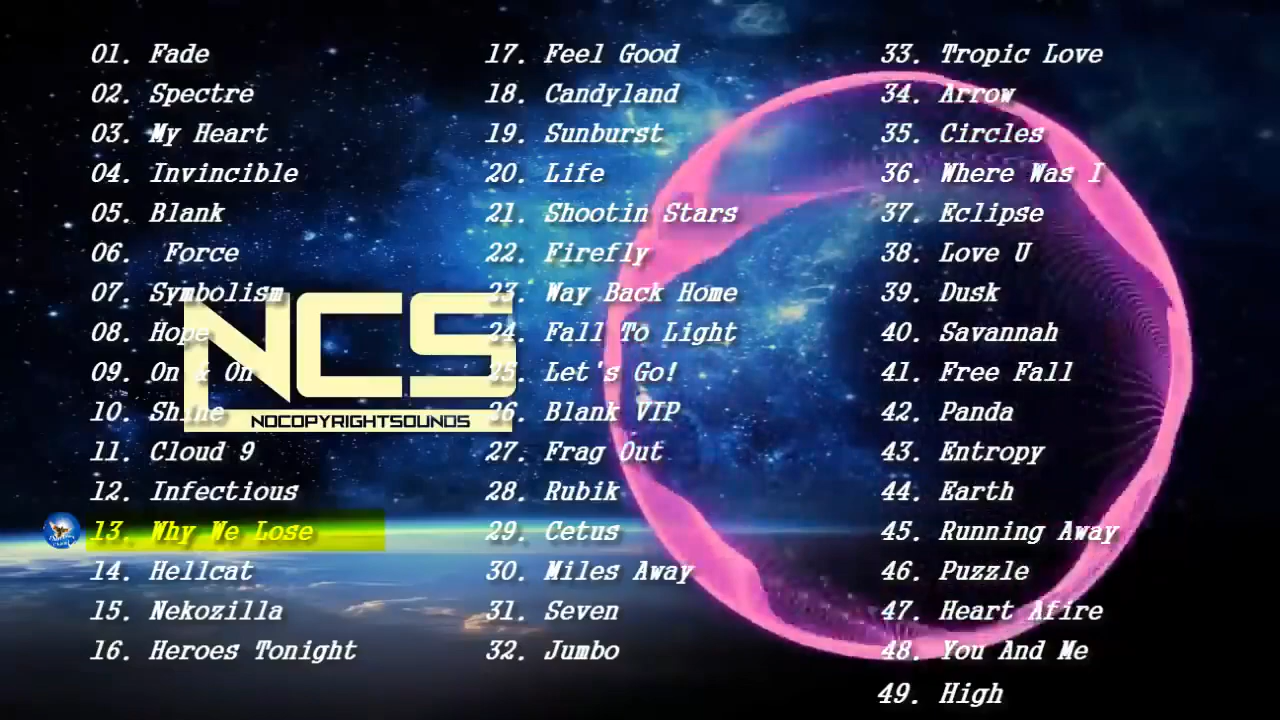 01. Fade
02. Spectre
03. My Heart
04. Invincible
05. Blank
06. Force
07. Symbolism
08. Hope
09. On & On
10. Shine
11. Cloud 9
12. Infectious
13. Why We Lose
14. Hellcat
15. Nekozilla
16. Heroes Tonight
NCS
NOCOPYRIGHTSOUNDS
17. Feel Good
18. Candyland
19. Sunburst
20. Life
21. Shootin Stars
22. Firefly
23. Way Back Home
24. Fall To Light
25. Let's Go!
26. Blank VIP
27. Frag Out
28. Rubik
29. Cetus
30. Miles Away
31. Seven
32. Jumbo
33. Tropic Love
34. Arrow
35. Circles
36. Where Was I
37. Eclipse
38. Love U
39. Dusk
40. Savannah
41. Free Fall
42. Panda
43. Entropy
44. Earth
45. Running Away
46. Puzzle
47. Heart Afire
48. You And Me
49. High